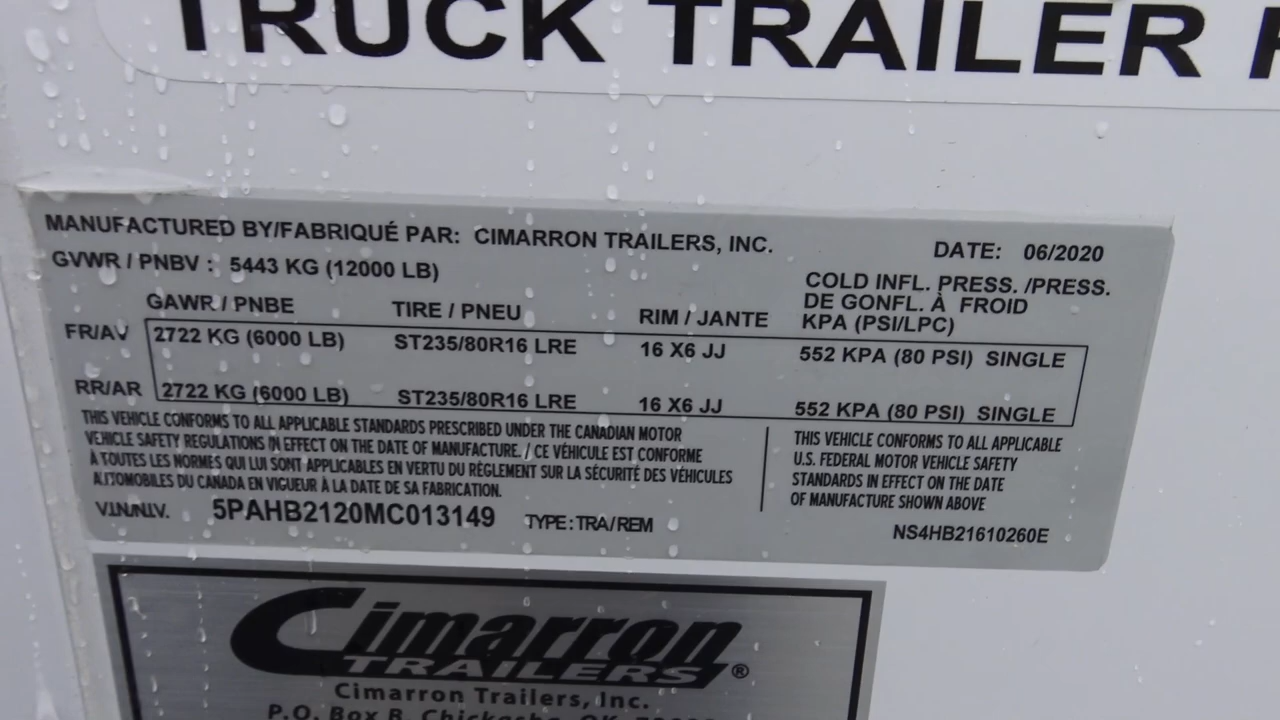 TRUCK TRAILER
MANUFACTURED BY/FABRIQUÉ PAR: CIMARRON TRAILERS, INC. DATE: 06/2020
GVWR / PNBV : 5443 KG (12000 LB)
COLD INFL. PRESS. /PRESS.
DE GONFL. À FROID
KPA (PSI/LPC)
GAWR / PNBE TIRE / PNEU RIM / JANTE
FR/AV 2722 KG (6000 LB) ST235/80R16 LRE 16 X6 JJ 552 KPA (80 PSI) SINGLE
RR/AR 2722 KG (6000 LB) ST235/80R16 LRE 16 X6 JJ 552 KPA (80 PSI) SINGLE
THIS VEHICLE CONFORMS TO ALL APPLICABLE STANDARDS PRESCRIBED UNDER THE CANADIAN MOTOR
VEHICLE SAFETY REGULATIONS IN EFFECT ON THE DATE OF MANUFACTURE. / CE VÉHICULE EST CONFORME
À TOUTES LES NORMES QUI LUI SONT APPLICABLES EN VERTU DU RÈGLEMENT SUR LA SÉCURITÉ DES VÉHICULES
AUTOMOBILES DU CANADA EN VIGUEUR À LA DATE DE SA FABRICATION.
THIS VEHICLE CONFORMS TO ALL APPLICABLE
U.S. FEDERAL MOTOR VEHICLE SAFETY
STANDARDS IN EFFECT ON THE DATE
OF MANUFACTURE SHOWN ABOVE
V.I.N./N.I.V. 5PAHB2120MC013149 TYPE: TRA/REM NS4HB21610260E
Cimarron
TRAILERS®
Cimarron Trailers, Inc.
P.O. Box B, Chickasha, OK